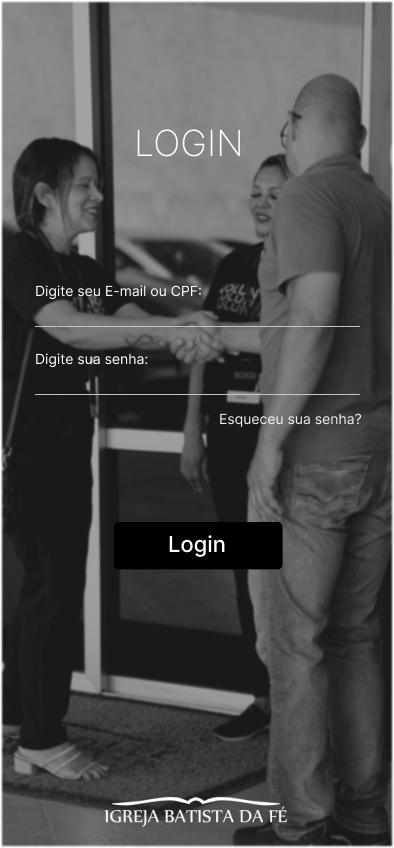 LOGIN
Digite seu E-mail ou CPF:
Digite sua senha:
Esqueceu sua senha?
Login
IGREJA BATISTA DA FÉ